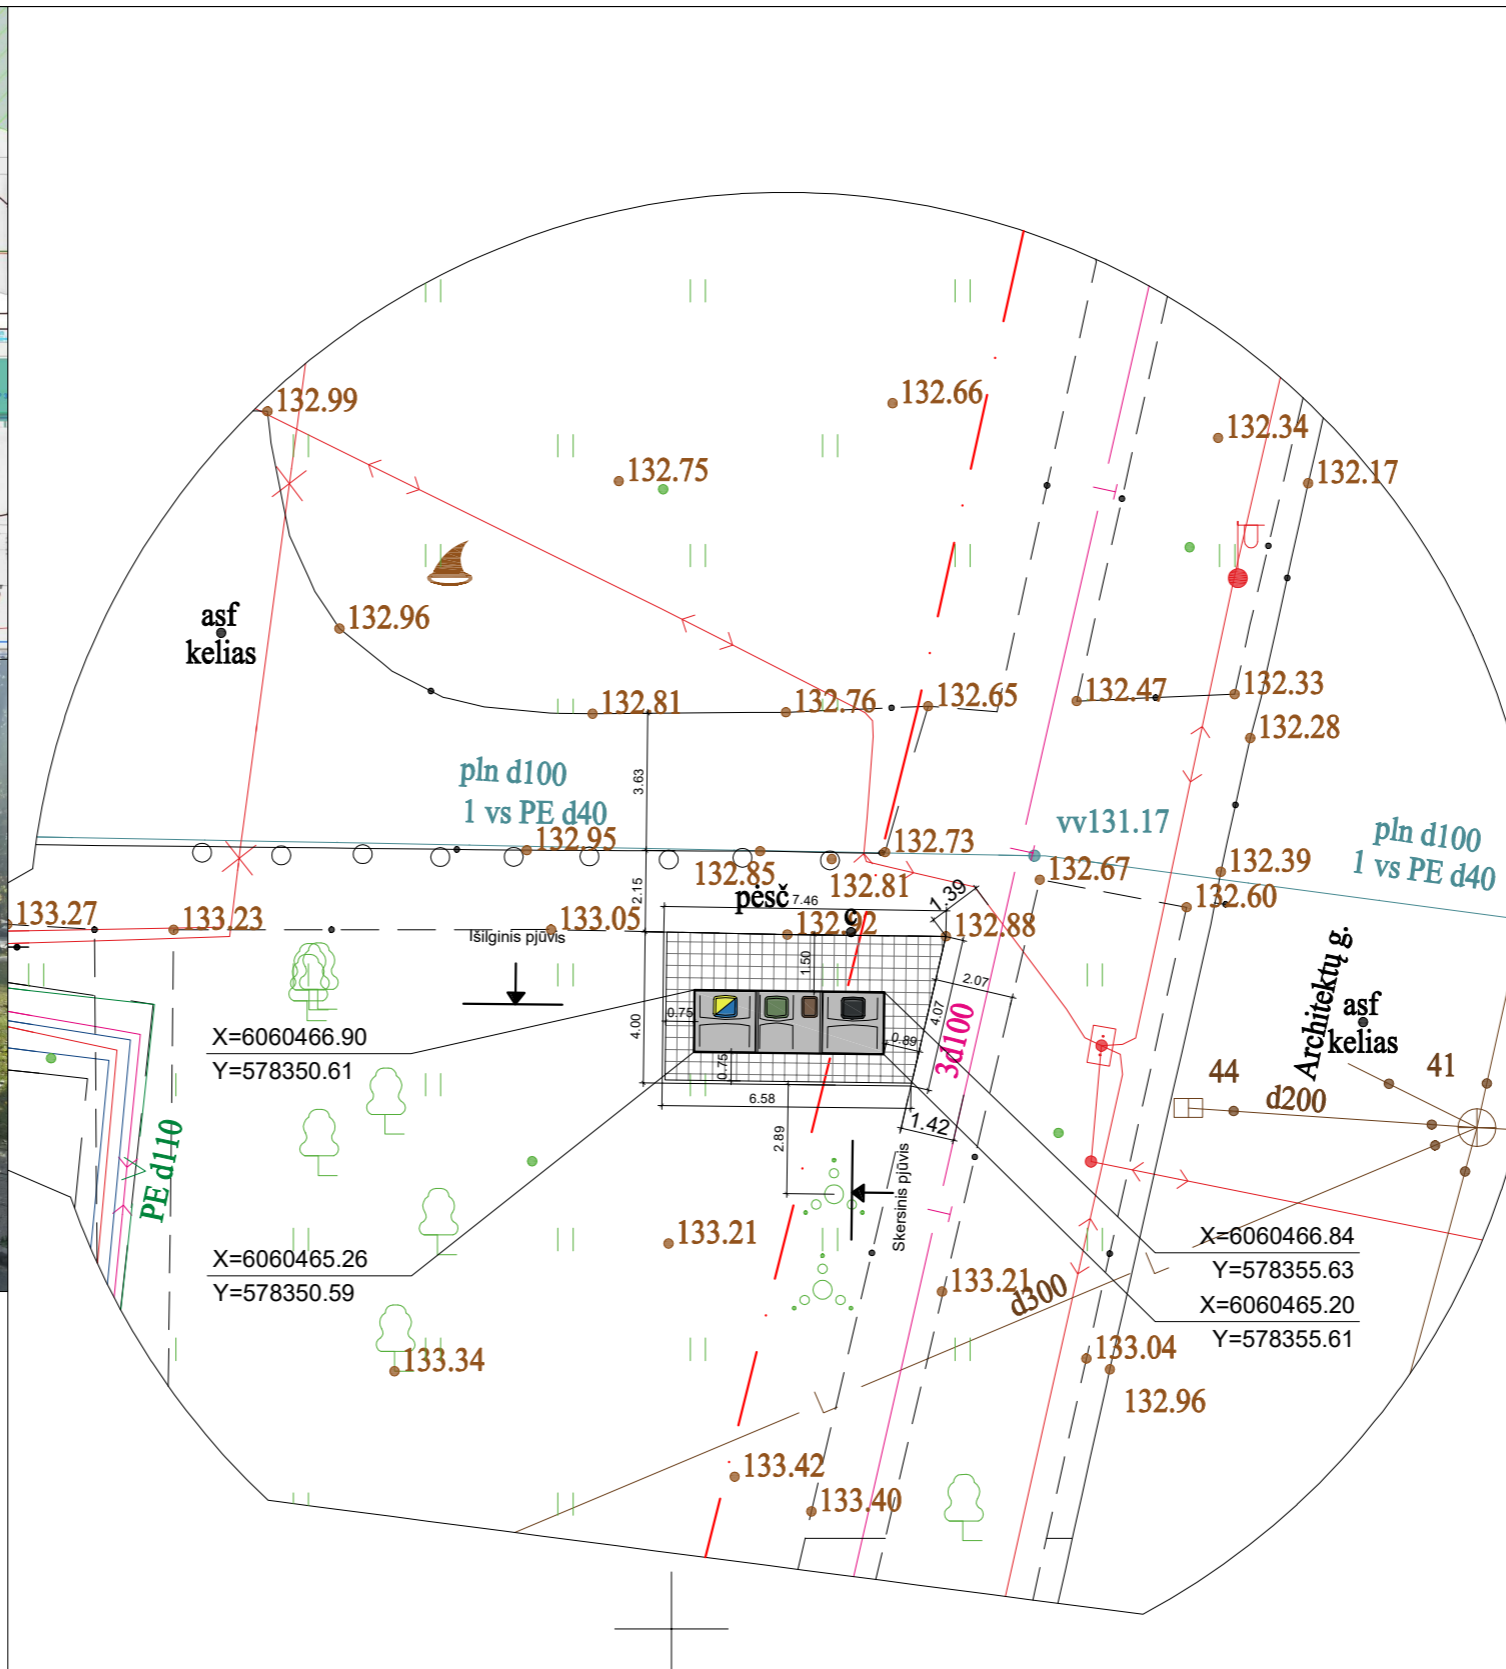 132.99
132.66
132.34
132.75
132.17
asf
kelias
132.96
132.81
132.76
132.65
132.47
132.33
132.28
3.63
pln d100
1 vs PE d40
vv131.17
pln d100
1 vs PE d40
132.95
132.85
132.81
132.73
132.67
132.39
132.60
2.15
pėsč
7.46
1.39
133.27
133.23
133.05
132.92
c
132.88
Išilginis pjūvis
1.50
2.07
4.00
0.75
0.89
4.07
3d100
0.75
6.58
1.42
2.89
X=6060466.90
Y=578350.61
Architektų g.
asf
kelias
44
41
d200
PE d110
Skersinis pjūvis
133.21
X=6060465.26
Y=578350.59
X=6060466.84
Y=578355.63
X=6060465.20
Y=578355.61
133.21
d300
133.34
133.04
132.96
133.42
133.40